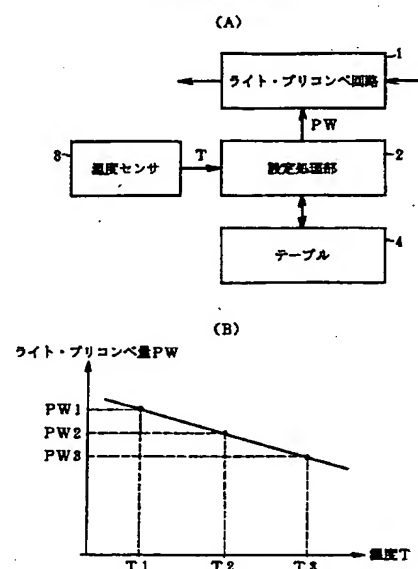 (A)
1
ライト・プリコンペ回路
PW
3
温度センサ
T
設定処理部
2
テーブル
4
(B)
ライト・プリコンペ量PW
PW1
PW2
PW3
T1
T2
T3
温度T